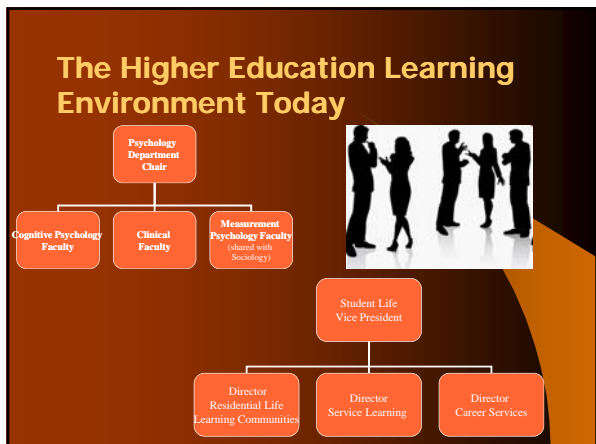 The Higher Education Learning
Environment Today
Psychology
Department
Chair
Cognitive Psychology
Faculty
Clinical
Faculty
Measurement
Psychology Faculty
(shared with
Sociology)
Student Life
Vice President
Director
Residential Life
Learning Communities
Director
Service Learning
Director
Career Services